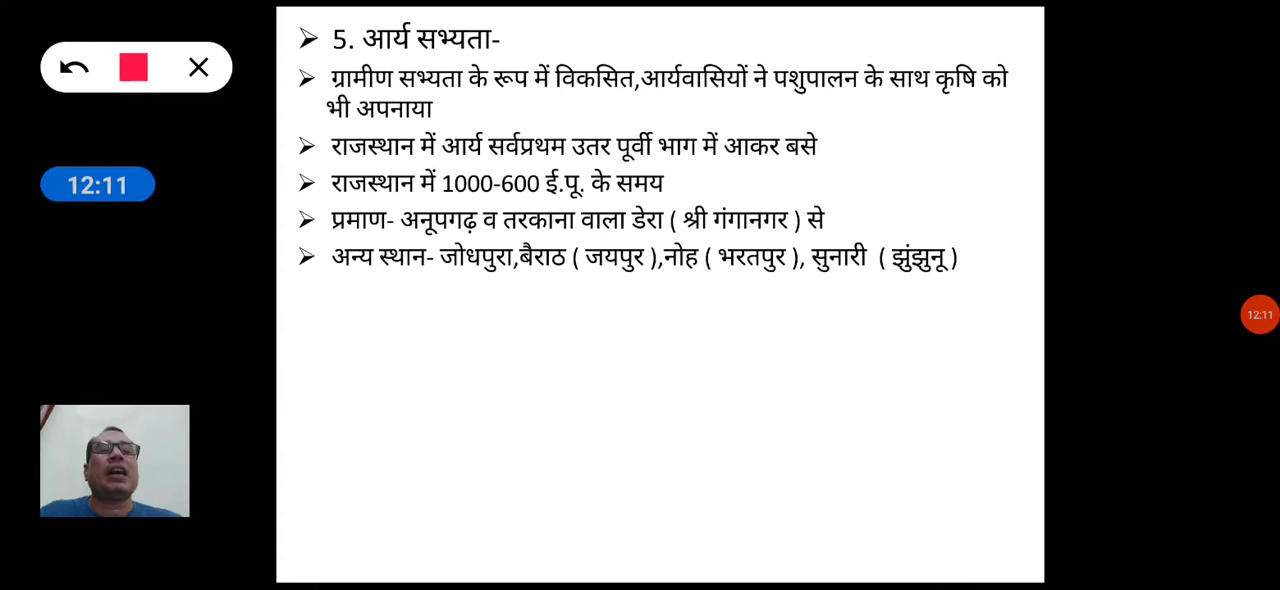 5. आर्य सभ्यता-
ग्रामीण सभ्यता के रूप में विकसित,आर्यवासियों ने पशुपालन के साथ कृषि को
भी अपनाया
राजस्थान में आर्य सर्वप्रथम उतर पूर्वी भाग में आकर बसे
12:11
राजस्थान में 1000-600 ई.पू. के समय
प्रमाण- अनूपगढ़ व तरकाना वाला डेरा ( श्री गंगानगर ) से
अन्य स्थान- जोधपुरा,बैराठ ( जयपुर ),नोह ( भरतपुर ), सुनारी ( झुंझुनू )
12:11